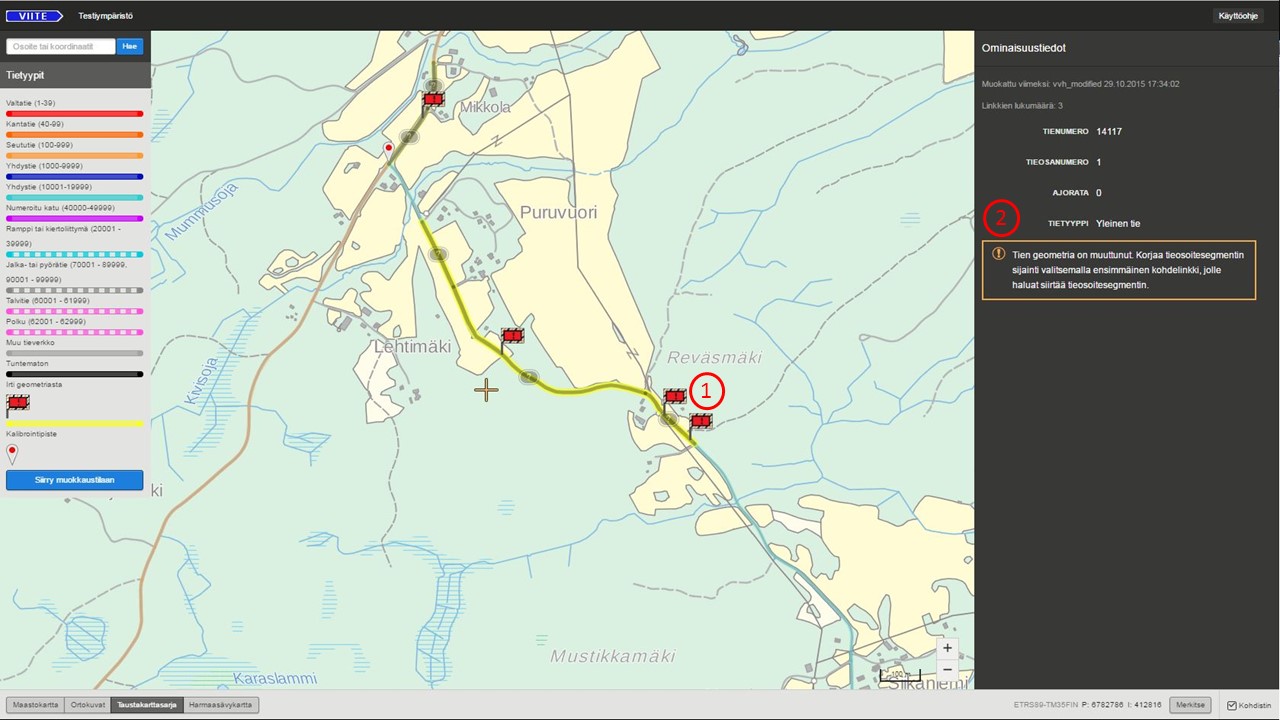 VIITE
Testiympäristö
Käyttöohje
Osoite tai koordinaatit
Hae
Tietyypit
Valtatie (1-39)
Kantatie (40-99)
Seututie (100-999)
Yhdystie (1000-9999)
Yhdystie (10001-19999)
Numeroitu katu (40000-49999)
Ramppi tai kiertoliittymä (20001 -
39999)
Jalka- tai pyörätie (70001 - 89999,
90001 - 99999)
Talvitie (60001 - 61999)
Polku (62001 - 62999)
Muu tieverkko
Tuntematon
Irti geometriasta
Kalibrointipiste
Siirry muokkaustilaan
Mikkola
Mummusoja
Puruvuori
Lehtimäki
Reväsmäki
Kivisoja
1
ki
Mustikkamäki
Karaslammi
Siikaniemi
+
−
Ominaisuustiedot
Muokattu viimeksi: vvh_modified 29.10.2015 17:34:02
Linkkien lukumäärä: 3
TIENUMERO 14117
TIEOSANUMERO 1
AJORATA 0
2
TIETYYPPI Yleinen tie
Tien geometria on muuttunut. Korjaa tieosoitesegmentin
sijainti valitsemalla ensimmäinen kohdelinkki, jolle
haluat siirtää tieosoitesegmentin.
Maastokartta Ortokuvat Taustakarttasarja Harmaasävykartta
ETRS89-TM35FIN P: 6782786 I: 412816 Merkitse Kohdistin